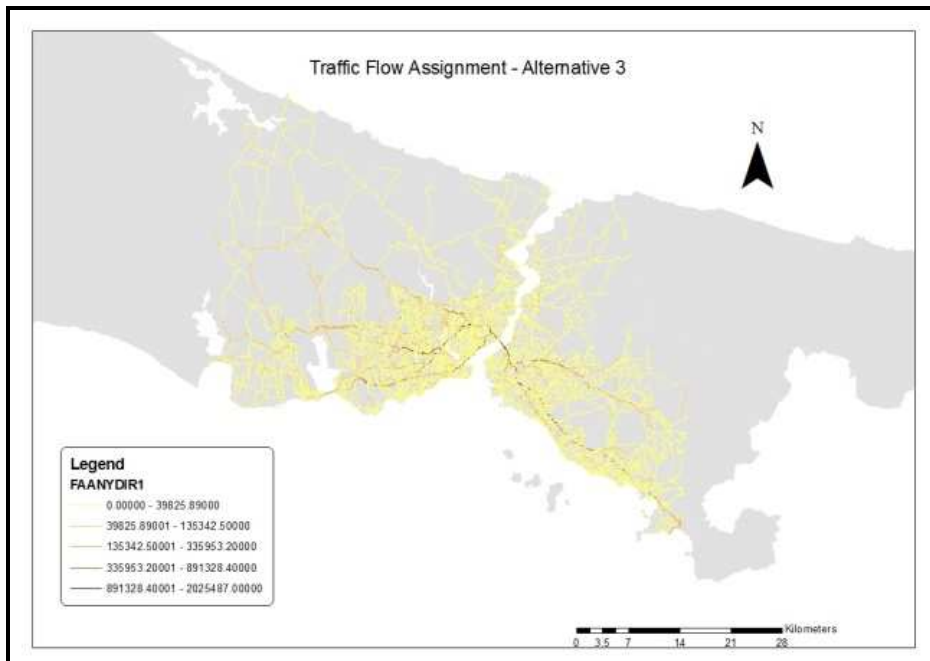 Traffic Flow Assignment - Alternative 3
N
Legend
FAANYDIR1
0.00000 - 39825.89000
39825.89001 - 135342.50000
135342.50001 - 335953.20000
335953.20001 - 891328.40000
891328.40001 - 2025487.00000
Kilometers
0 3.5 7 14 21 28